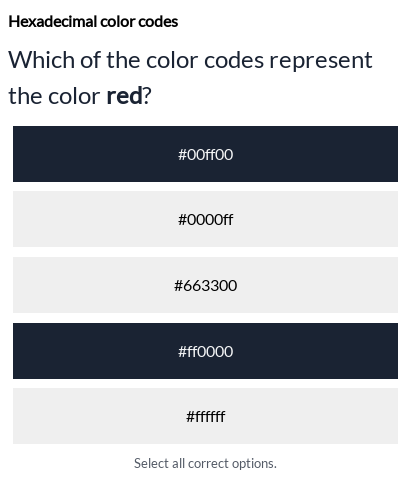 Hexadecimal color codes
Which of the color codes represent
the color red?
#00ff00
#0000ff
#663300
#ff0000
#ffffff
Select all correct options.